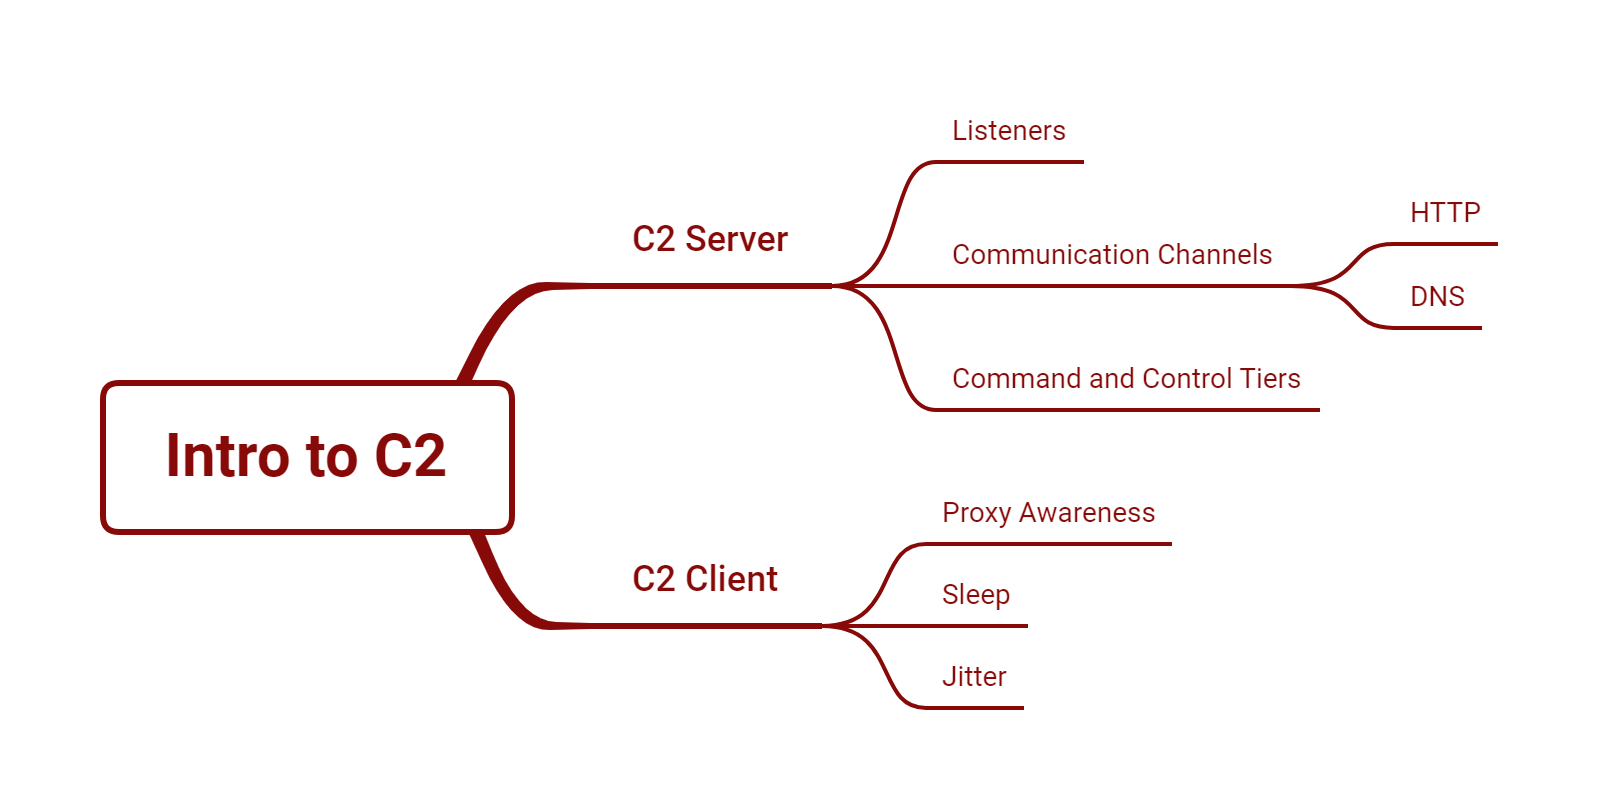 Intro to C2
C2 Server
Listeners
Communication Channels
HTTP
DNS
Command and Control Tiers
C2 Client
Proxy Awareness
Sleep
Jitter